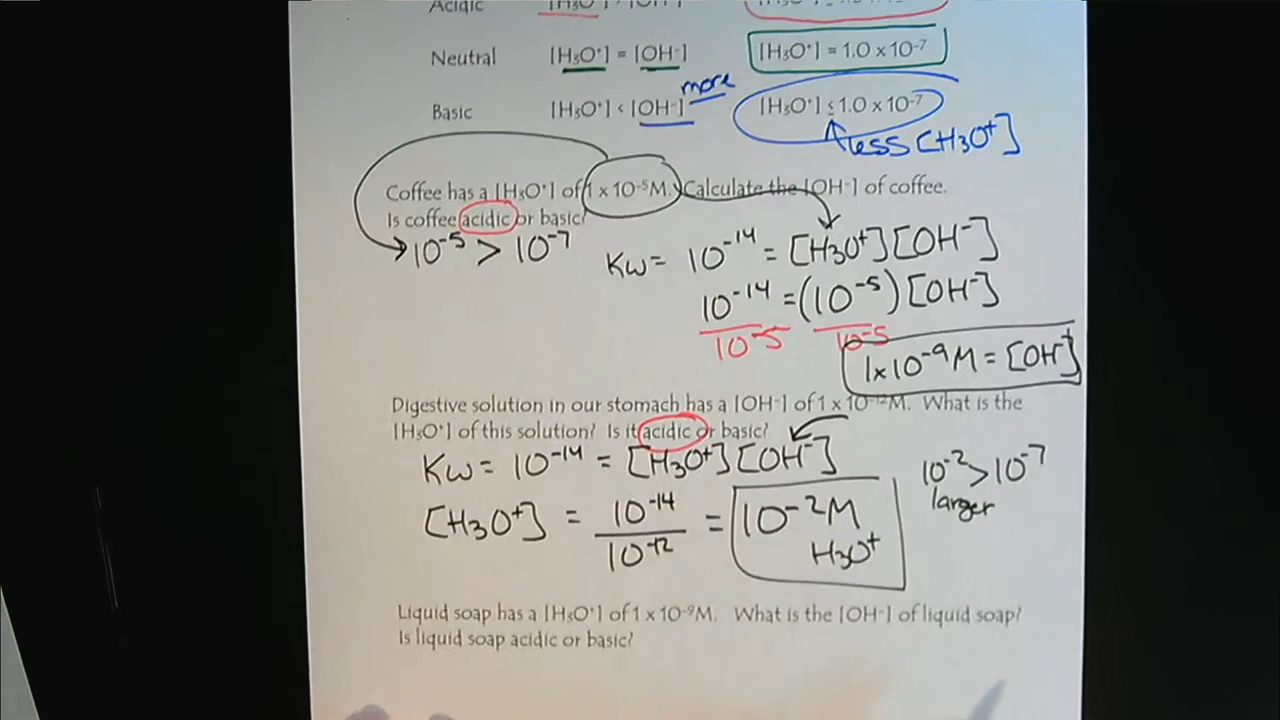 Acidic
Neutral [H₃O⁺] = [OH⁻] [H₃O⁺] = 1.0 x 10⁻⁷
more
Basic [H₃O⁺] < [OH⁻] [H₃O⁺] ≤ 1.0 x 10⁻⁷
less [H₃O⁺]
Coffee has a [H₃O⁺] of 1 x 10⁻⁵M. Calculate the [OH⁻] of coffee.
Is coffee acidic or basic?
10⁻⁵ > 10⁻⁷
Kw = 10⁻¹⁴ = [H₃O⁺][OH⁻]
10⁻¹⁴ = (10⁻⁵)[OH⁻]
10⁻⁵ 10⁻⁵
1x10⁻⁹M = [OH⁻]
Digestive solution in our stomach has a [OH⁻] of 1 x 10⁻¹²M. What is the
[H₃O⁺] of this solution? Is it acidic or basic?
Kw = 10⁻¹⁴ = [H₃O⁺][OH⁻]
10⁻² > 10⁻⁷
larger
[H₃O⁺] = 10⁻¹⁴ / 10⁻¹² = 10⁻²M
H₃O⁺
Liquid soap has a [H₃O⁺] of 1 x 10⁻⁹M. What is the [OH⁻] of liquid soap?
Is liquid soap acidic or basic?